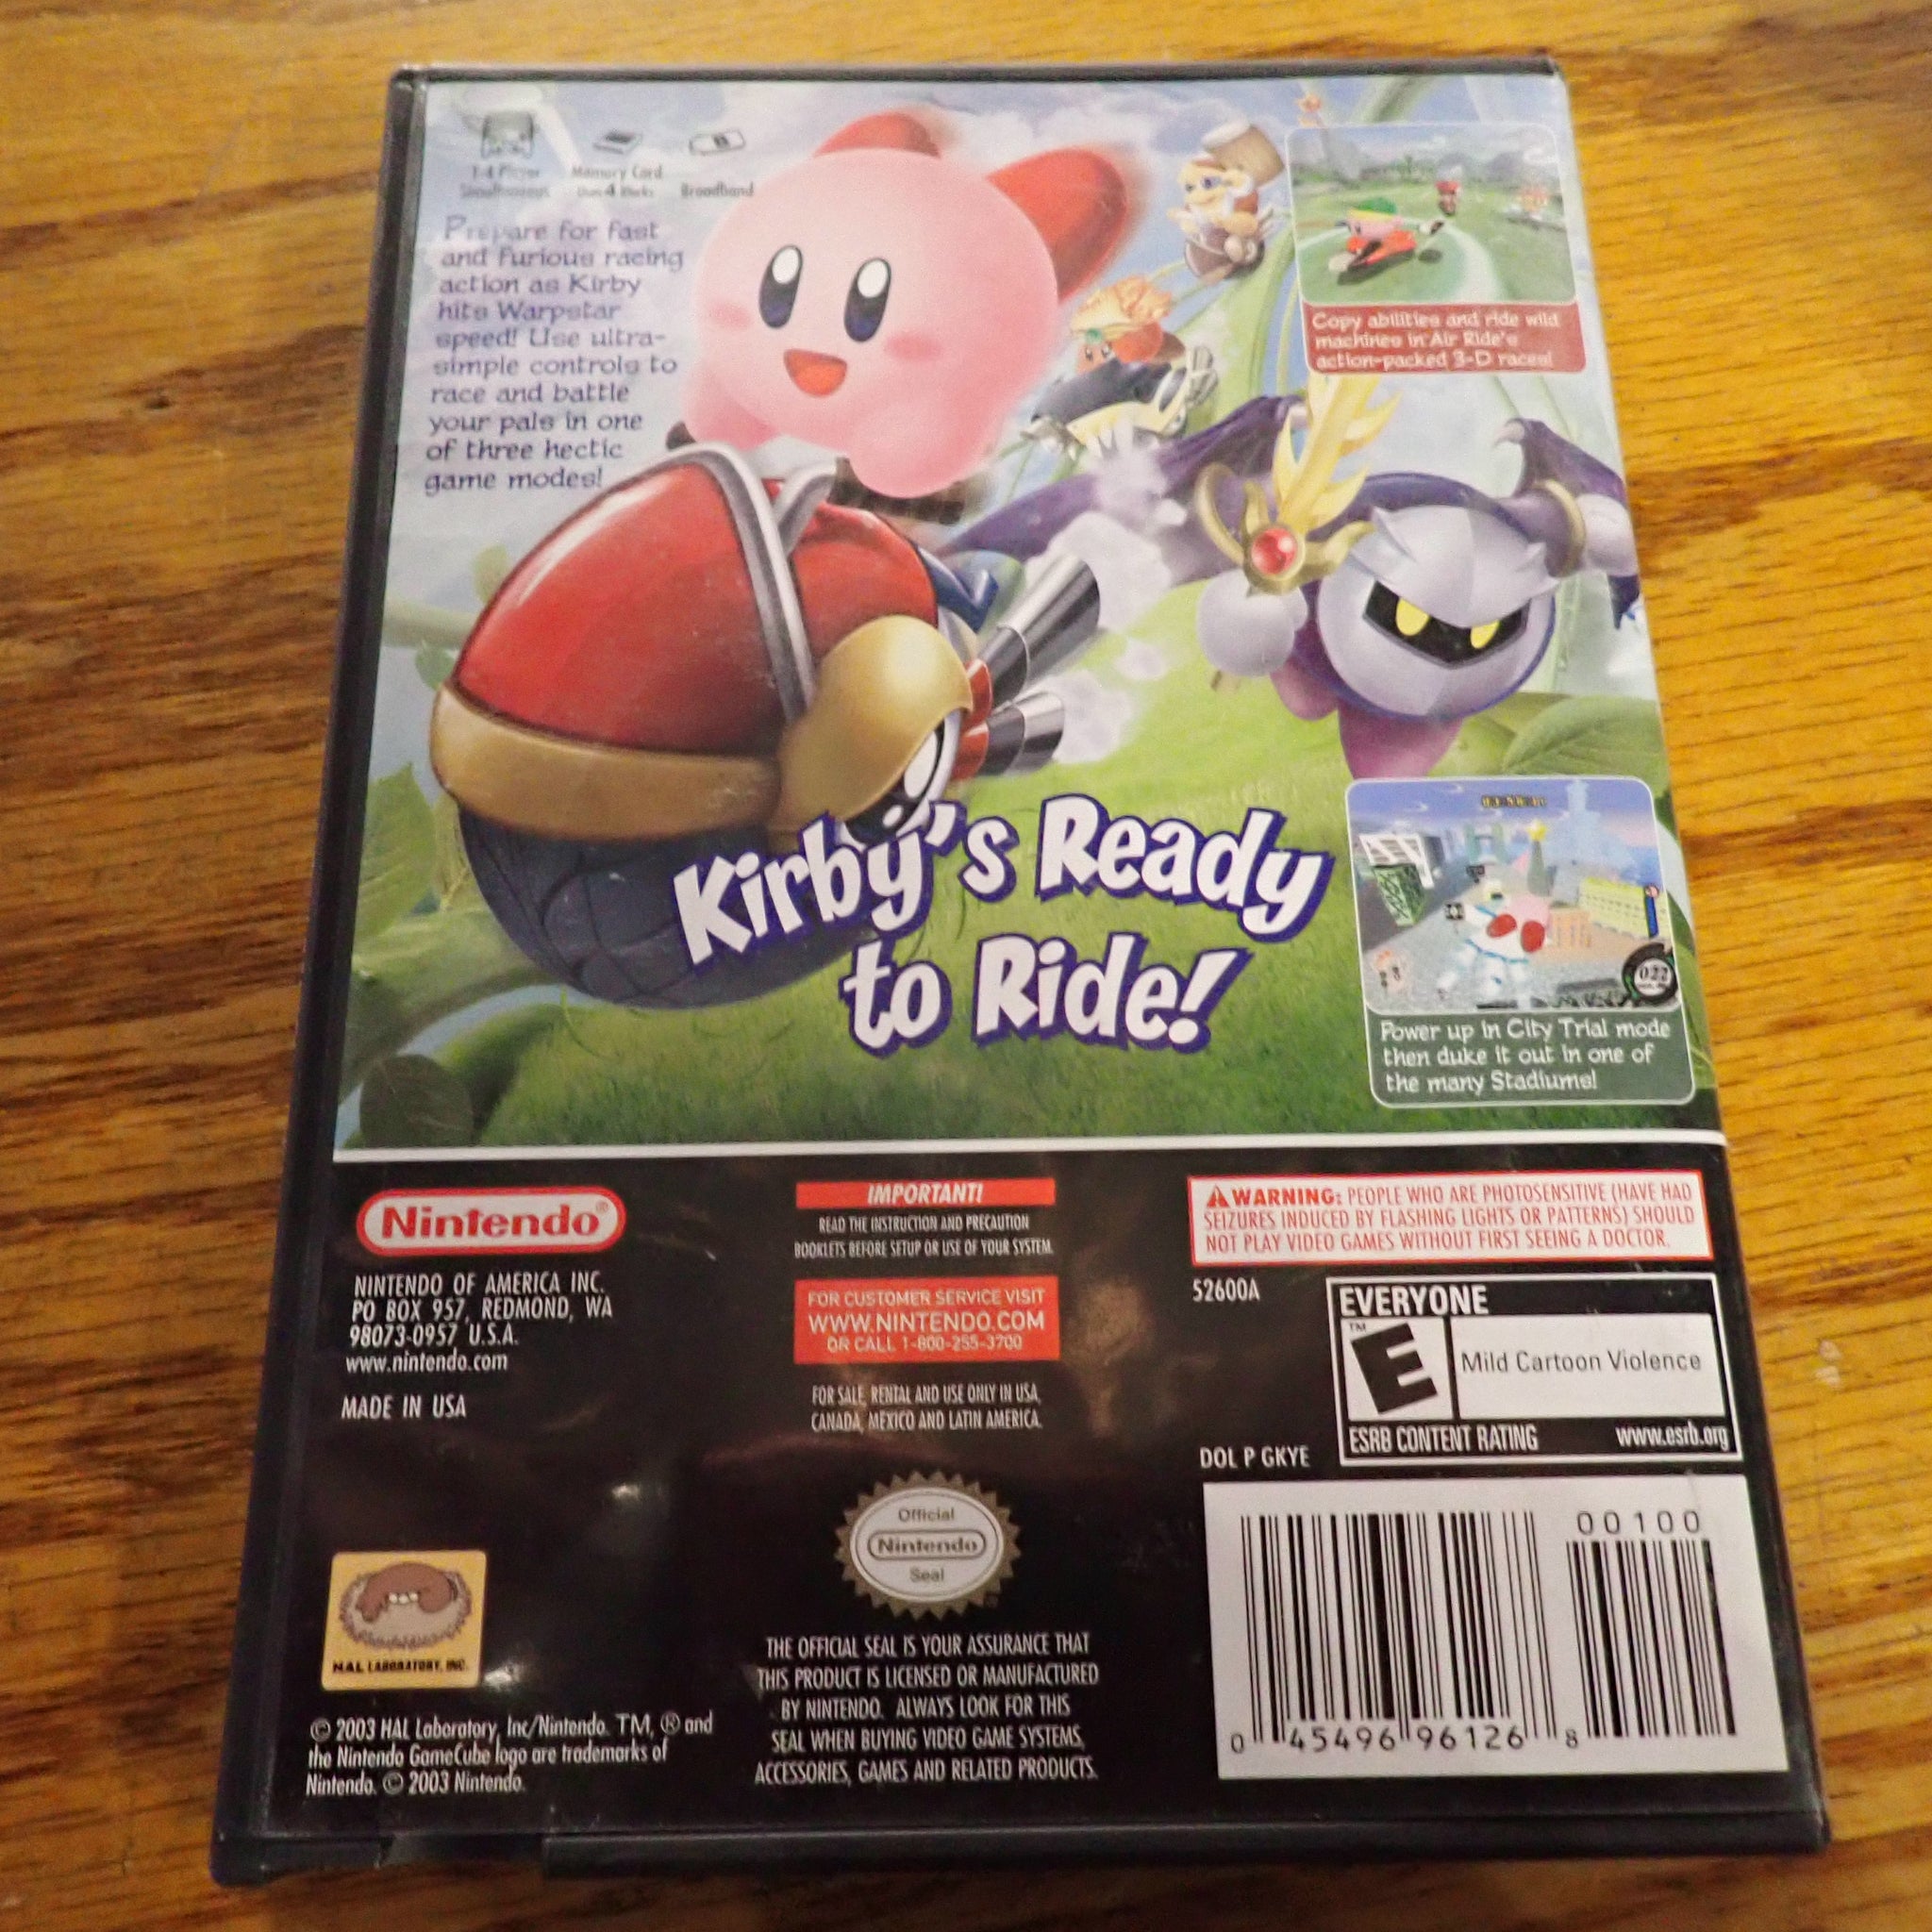 1-4 Player
Simultaneous
Memory Card
Uses 4 Blocks
Broadband
Prepare for fast
and furious racing
action as Kirby
hits Warpstar
speed! Use ultra-
simple controls to
race and battle
your pals in one
of three hectic
game modes!
Copy abilities and ride wild
machines in Air Ride's
action-packed 3-D races!
Kirby's Ready
to Ride!
022
Power up in City Trial mode
then duke it out in one of
the many Stadiums!
Nintendo®
NINTENDO OF AMERICA INC.
PO BOX 957, REDMOND, WA
98073-0957 U.S.A.
www.nintendo.com
MADE IN USA
IMPORTANT!
READ THE INSTRUCTION AND PRECAUTION
BOOKLETS BEFORE SETUP OR USE OF YOUR SYSTEM.
FOR CUSTOMER SERVICE VISIT
WWW.NINTENDO.COM
OR CALL 1-800-255-3700
FOR SALE, RENTAL AND USE ONLY IN USA,
CANADA, MEXICO AND LATIN AMERICA.
WARNING: PEOPLE WHO ARE PHOTOSENSITIVE (HAVE HAD
SEIZURES INDUCED BY FLASHING LIGHTS OR PATTERNS) SHOULD
NOT PLAY VIDEO GAMES WITHOUT FIRST SEEING A DOCTOR.
52600A
EVERYONE
E™
Mild Cartoon Violence
ESRB CONTENT RATING www.esrb.org
DOL P GKYE
Official
Nintendo
Seal
THE OFFICIAL SEAL IS YOUR ASSURANCE THAT
THIS PRODUCT IS LICENSED OR MANUFACTURED
BY NINTENDO. ALWAYS LOOK FOR THIS
SEAL WHEN BUYING VIDEO GAME SYSTEMS,
ACCESSORIES, GAMES AND RELATED PRODUCTS.
HAL LABORATORY, INC.
© 2003 HAL Laboratory, Inc/Nintendo. TM, ® and
the Nintendo GameCube logo are trademarks of
Nintendo. © 2003 Nintendo.
00100
0 45496 96126 8